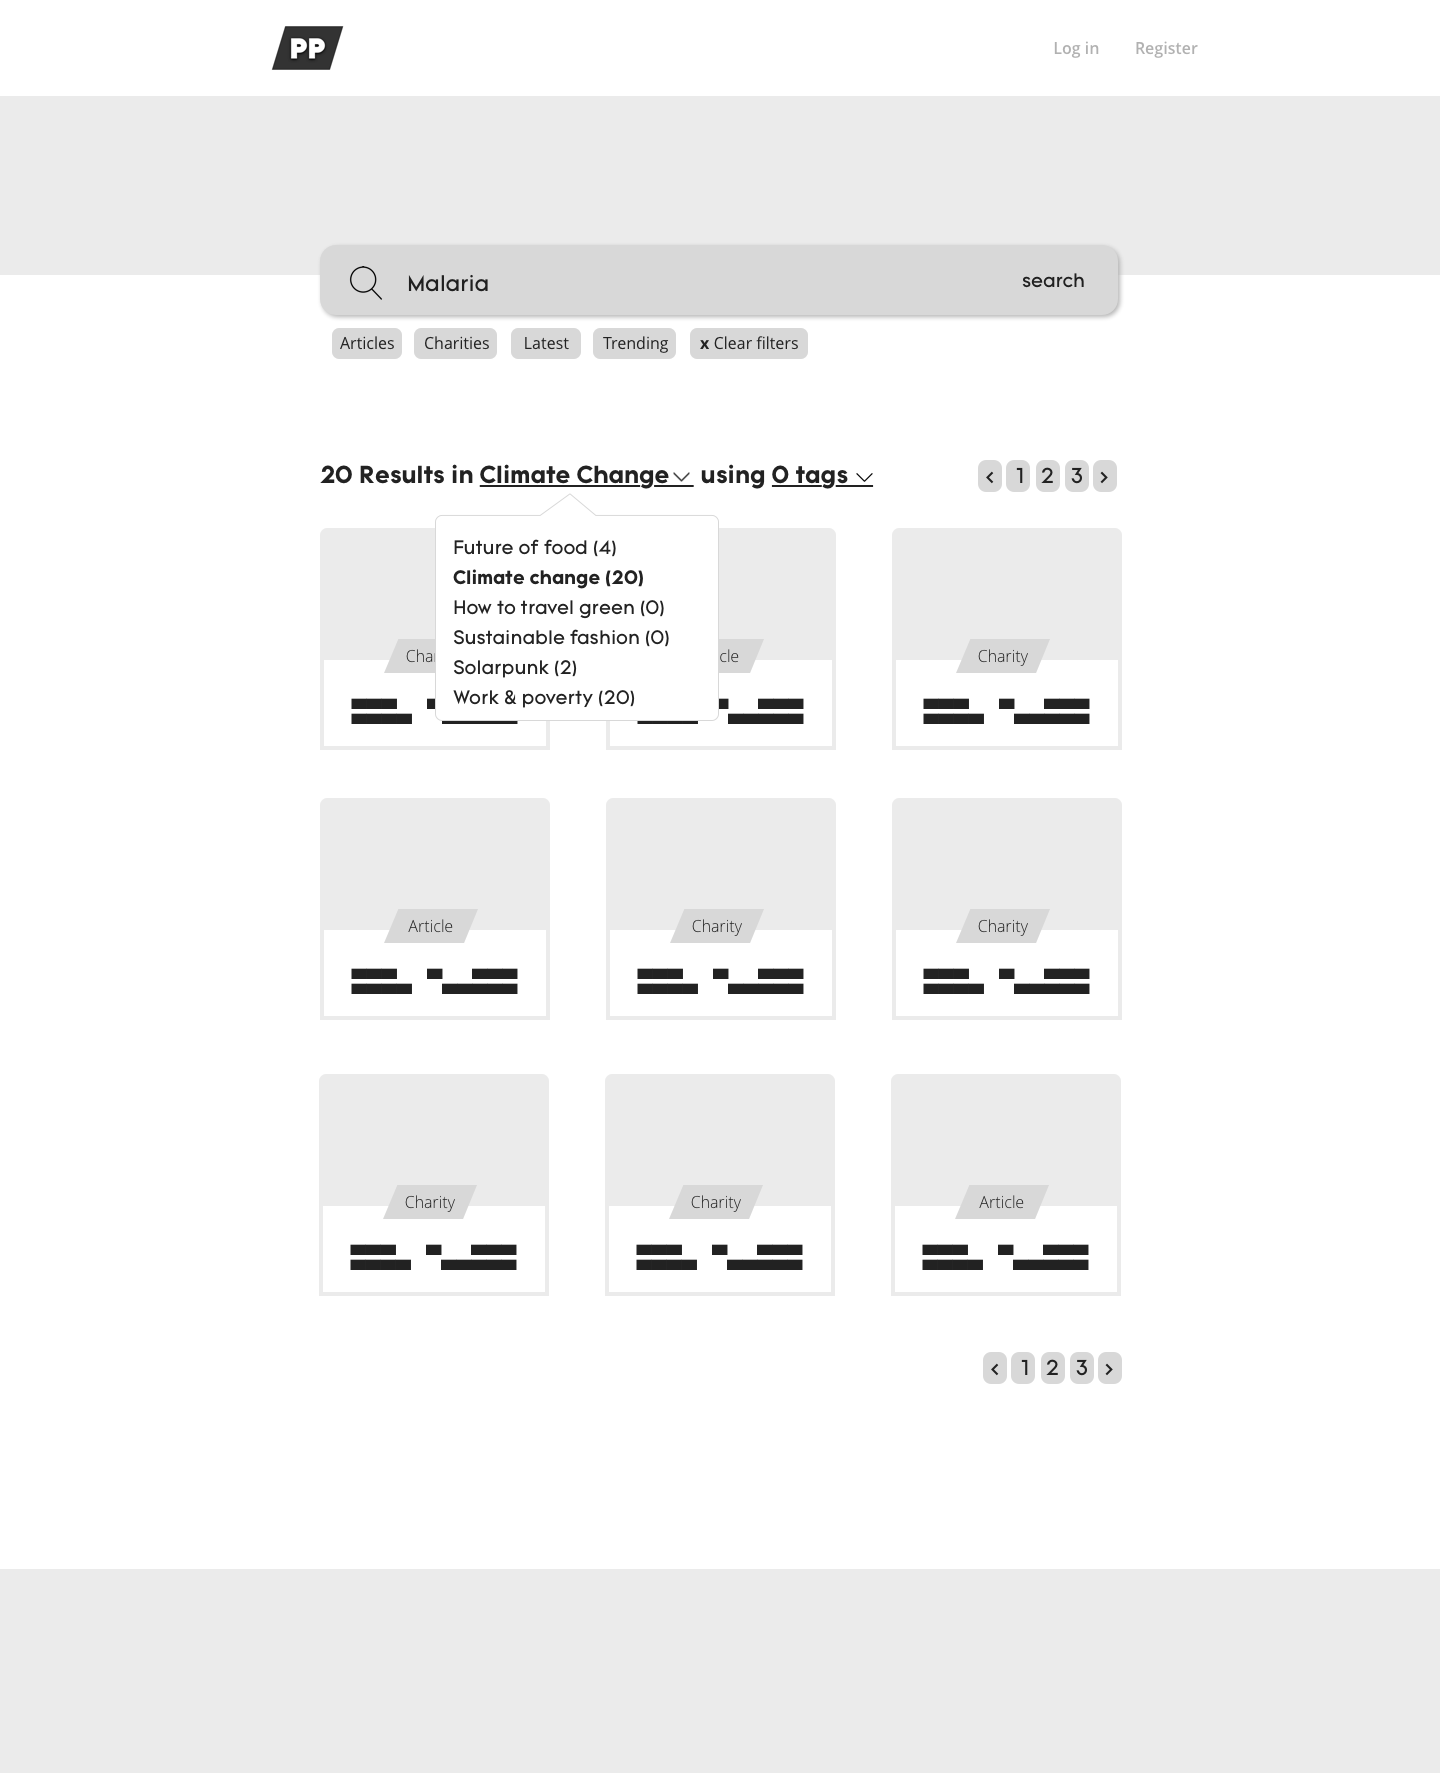 PP
Log in Register
Malaria search
Articles Charities Latest Trending x Clear filters
20 Results in Climate Change using 0 tags < 1 2 3 >
Future of food (4)
Climate change (20)
How to travel green (0)
Sustainable fashion (0)
Solarpunk (2)
Work & poverty (20)
Char cle Charity
Article Charity Charity
Charity Charity Article
< 1 2 3 >